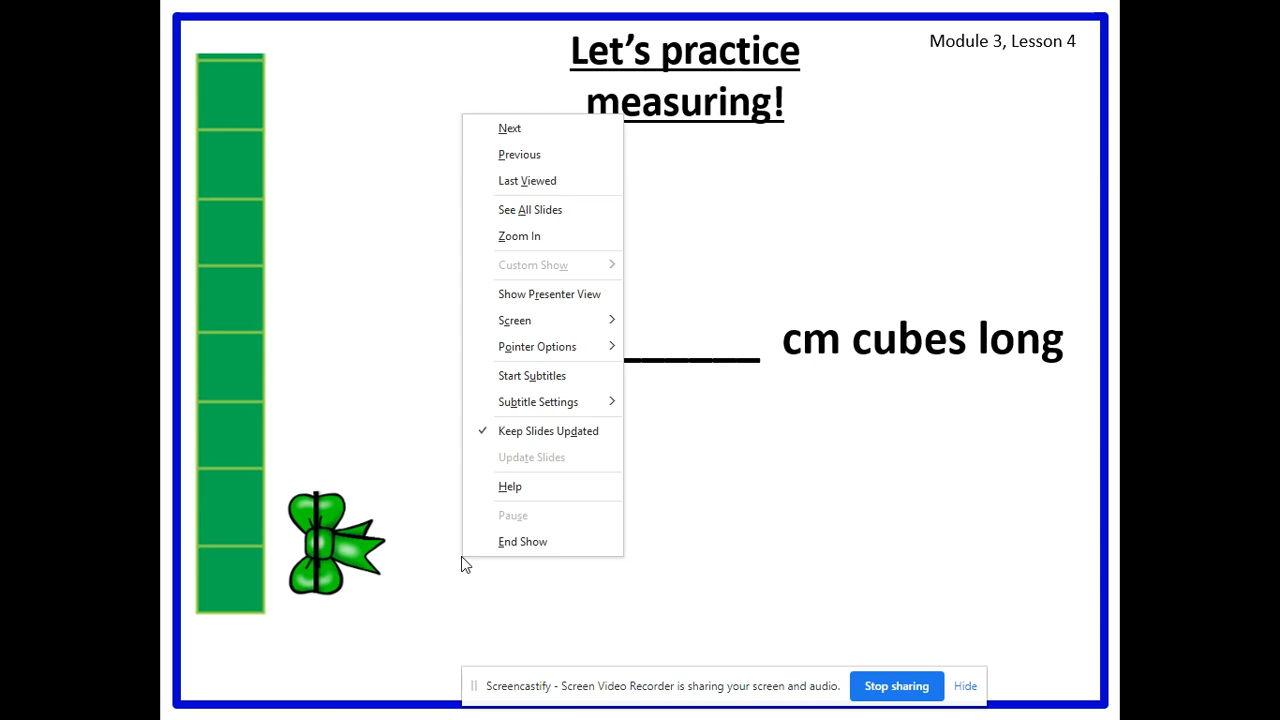 Module 3, Lesson 4
Let's practice
measuring!
Next
Previous
Last Viewed
See All Slides
Zoom In
Custom Show
Show Presenter View
Screen
Pointer Options
Start Subtitles
Subtitle Settings
Keep Slides Updated
Update Slides
Help
Pause
End Show
______ cm cubes long
Screencastify - Screen Video Recorder is sharing your screen and audio. Stop sharing Hide